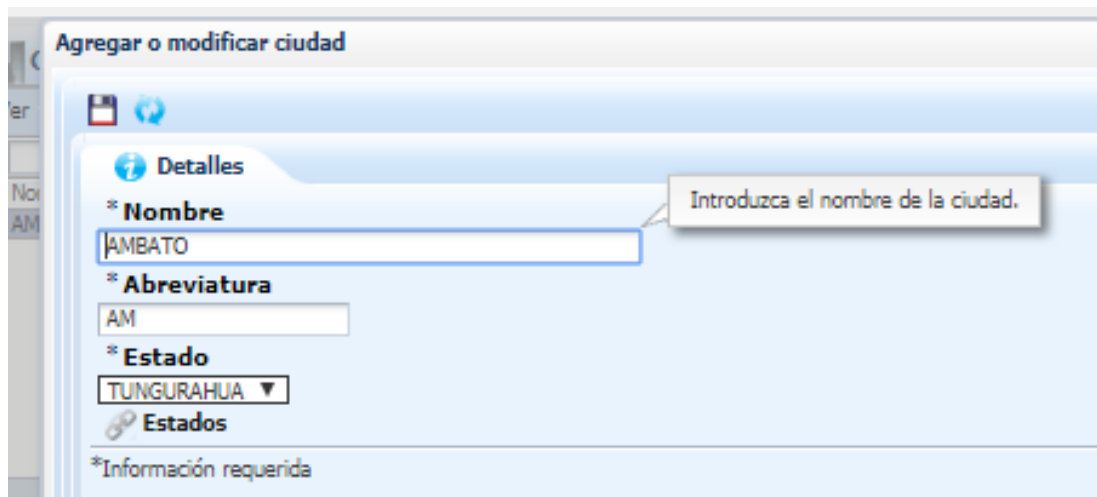 Agregar o modificar ciudad
Detalles
*Nombre
Introduzca el nombre de la ciudad.
AMBATO
*Abreviatura
AM
*Estado
TUNGURAHUA
Estados
*Información requerida
AM